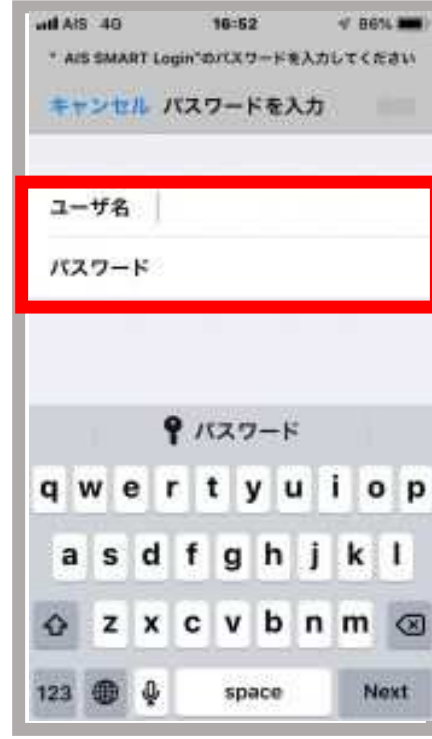 AIS 4G 16:52 86%
" AIS SMART Login"のパスワードを入力してください
キャンセル パスワードを入力
ユーザ名
パスワード
パスワード
q w e r t y u i o p
a s d f g h j k l
z x c v b n m
123 space Next